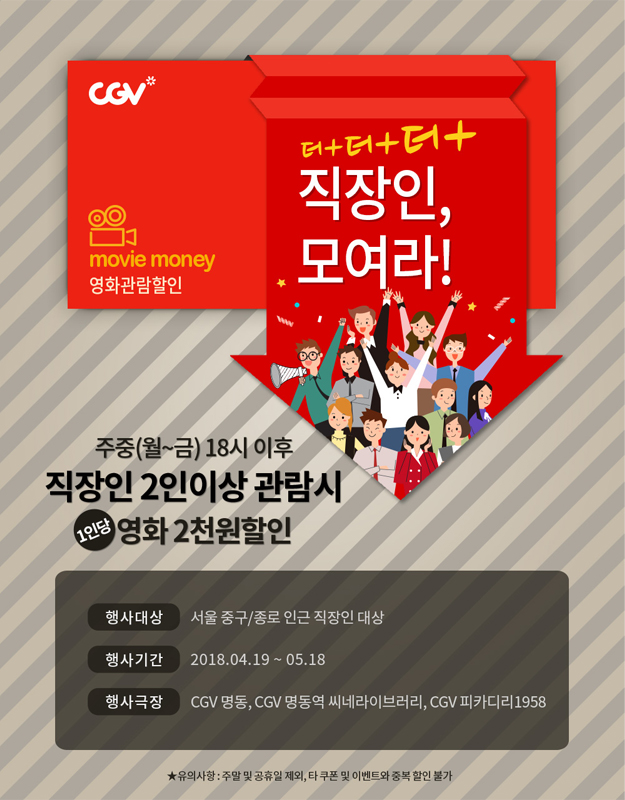 CGV
더+더+더+
직장인,
모여라!
movie money
영화관람할인
주중(월~금) 18시 이후
직장인 2인이상 관람시
1인당 영화 2천원할인
행사대상 서울 중구/종로 인근 직장인 대상
행사기간 2018.04.19 ~ 05.18
행사극장 CGV 명동, CGV 명동역 씨네라이브러리, CGV 피카디리1958
★유의사항 : 주말 및 공휴일 제외, 타 쿠폰 및 이벤트와 중복 할인 불가